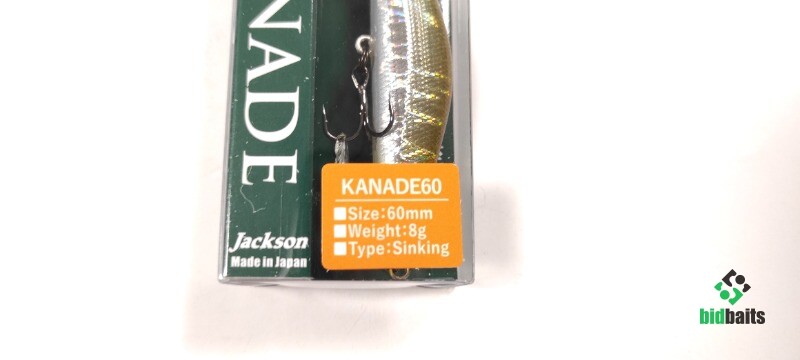 NADE
Jackson
Made in Japan
KANADE60
Size:60mm
Weight:8g
Type:Sinking
bidbaits